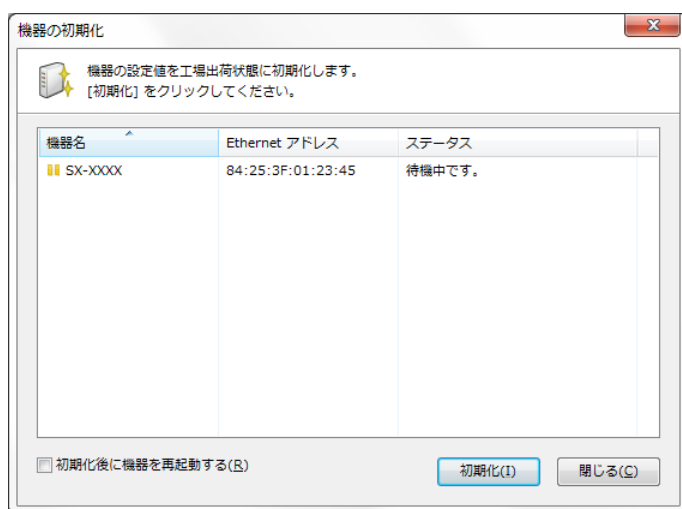 機器の初期化
機器の設定値を工場出荷状態に初期化します。
[初期化] をクリックしてください。
機器名 Ethernet アドレス ステータス
SX-XXXX 84:25:3F:01:23:45 待機中です。
初期化後に機器を再起動する(R) 初期化(I) 閉じる(C)